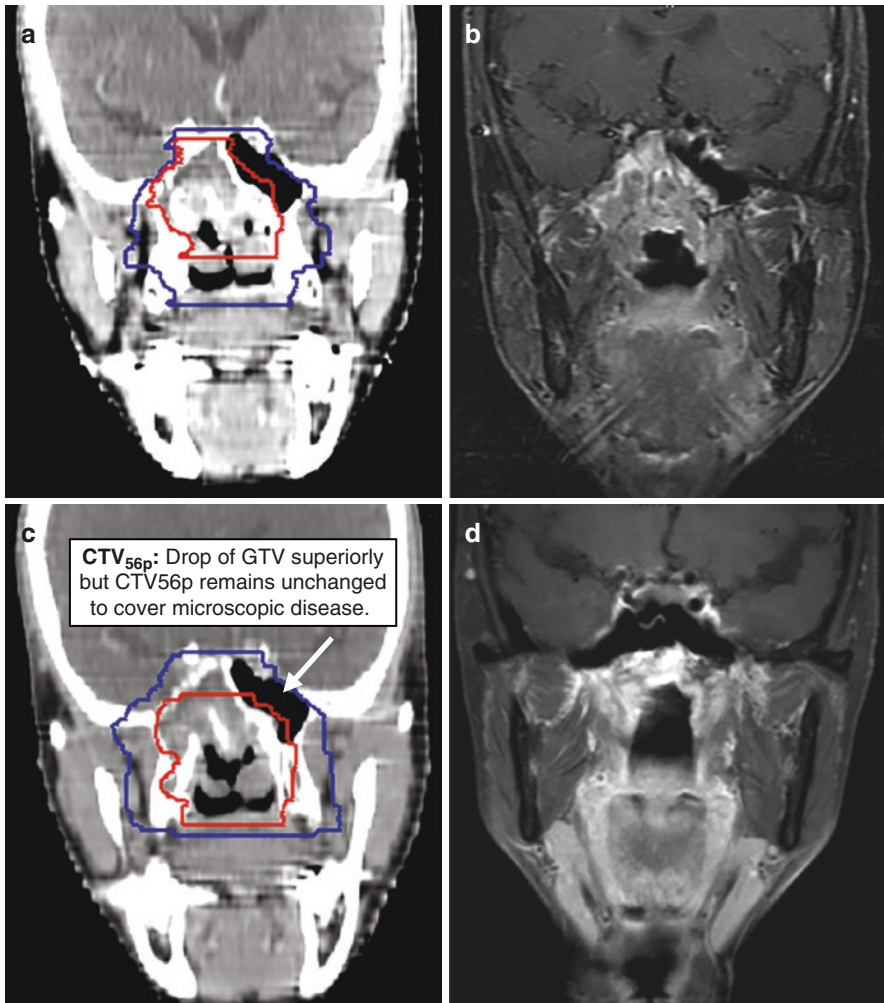 a
b
c
CTV56p: Drop of GTV superiorly
but CTV56p remains unchanged
to cover microscopic disease.
d